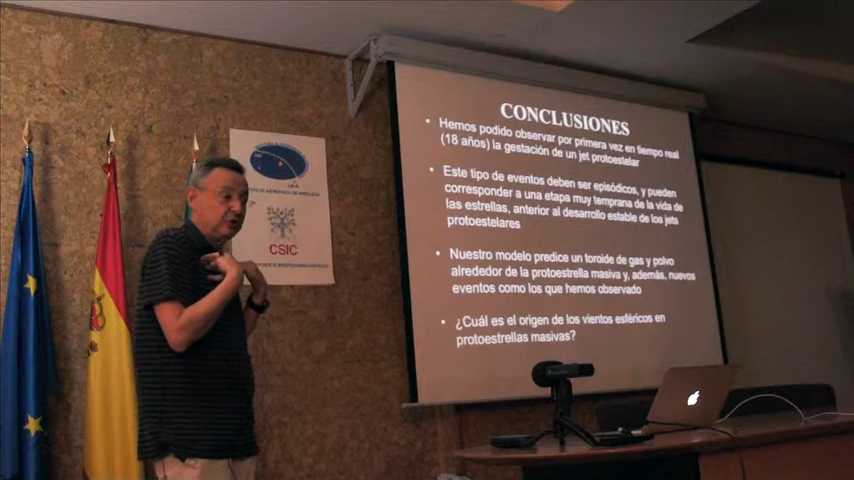 CONCLUSIONES
• Hemos podido observar por primera vez en tiempo real
(18 años) la gestación de un jet protoestelar
• Este tipo de eventos deben ser episódicos, y pueden
corresponder a una etapa muy temprana de la vida de
las estrellas, anterior al desarrollo estable de los jets
protoestelares
• Nuestro modelo predice un toroide de gas y polvo
alrededor de la protoestrella masiva y, además, nuevos
eventos como los que hemos observado
• ¿Cuál es el origen de los vientos esféricos en
protoestrellas masivas?
CSIC